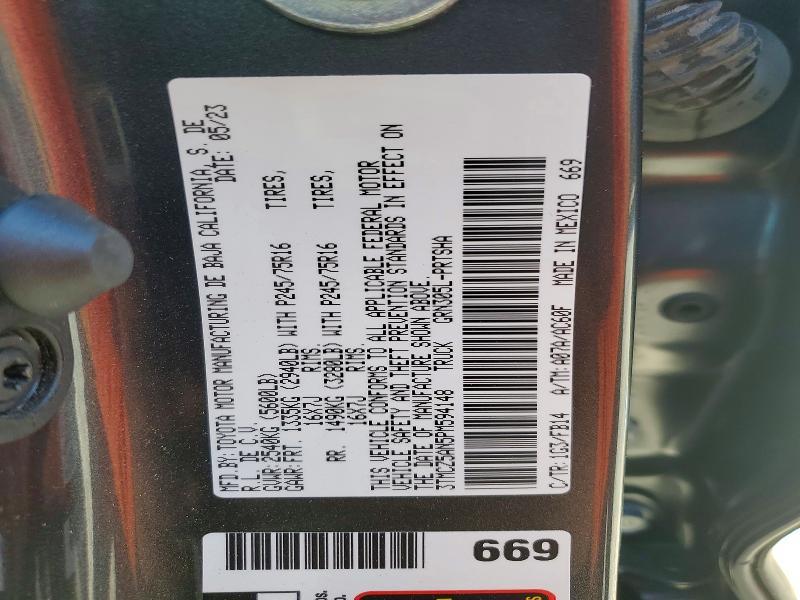 MFD BY: TOYOTA MOTOR MANUFACTURING DE BAJA CALIFORNIA, S. DE
R.L. DE C.V. DATE: 05/23
GVWR: 2540KG (5600LB)
GAWR: FRT. 1335KG (2940LB) WITH P245/75R16 TIRES,
16X7J RIMS.
RR. 1490KG (3280LB) WITH P245/75R16 TIRES,
16X7J RIMS.
THIS VEHICLE CONFORMS TO ALL APPLICABLE FEDERAL MOTOR
VEHICLE SAFETY AND THEFT PREVENTION STANDARDS IN EFFECT ON
THE DATE OF MANUFACTURE SHOWN ABOVE.
3TMCZ5AN5PM594148 TRUCK GRN305L-PRTSHA
C/TR: 1G3/FB14 A/TM: A07A/AC60F MADE IN MEXICO 669
669